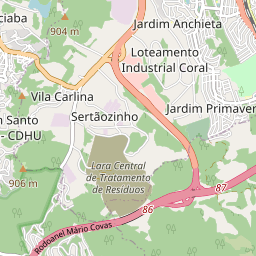 ciaba
904 m
Jardim Anchieta
Loteamento
Industrial Coral
Vila Carlina
Jardim Primaver
Sertãozinho
n Santo
- CDHU
Lara Central
de Tratamento
de Resíduos
906 m
87
86
Rodoanel Mário Covas